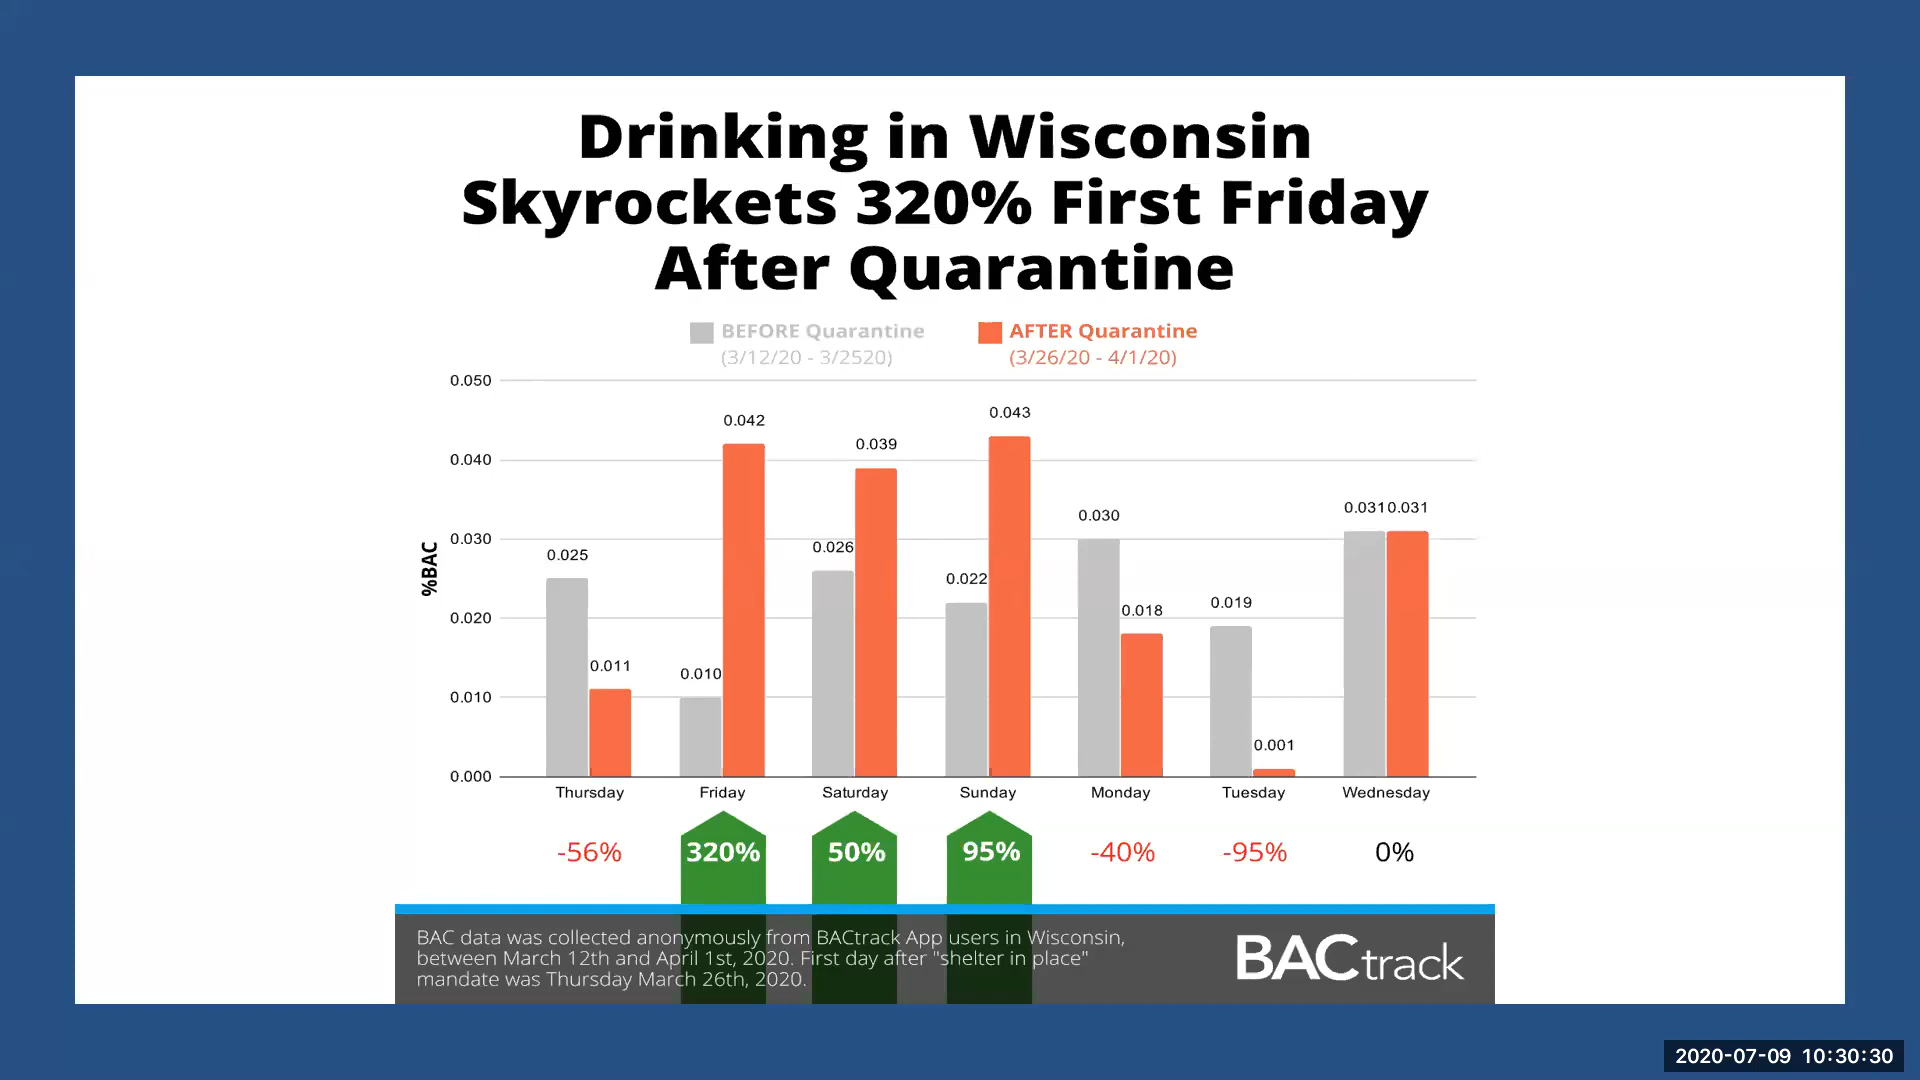 Drinking in Wisconsin
Skyrockets 320% First Friday
After Quarantine
BEFORE Quarantine
(3/12/20 - 3/2520)
AFTER Quarantine
(3/26/20 - 4/1/20)
%BAC
0.050
0.040
0.030
0.020
0.010
0.000
0.025
0.011
0.010
0.042
0.026
0.039
0.022
0.043
0.030
0.018
0.019
0.001
0.031
0.031
Thursday
Friday
Saturday
Sunday
Monday
Tuesday
Wednesday
-56%
320%
50%
95%
-40%
-95%
0%
BAC data was collected anonymously from BACtrack App users in Wisconsin,
between March 12th and April 1st, 2020. First day after "shelter in place"
mandate was Thursday March 26th, 2020.
BACtrack
2020-07-09 10:30:30